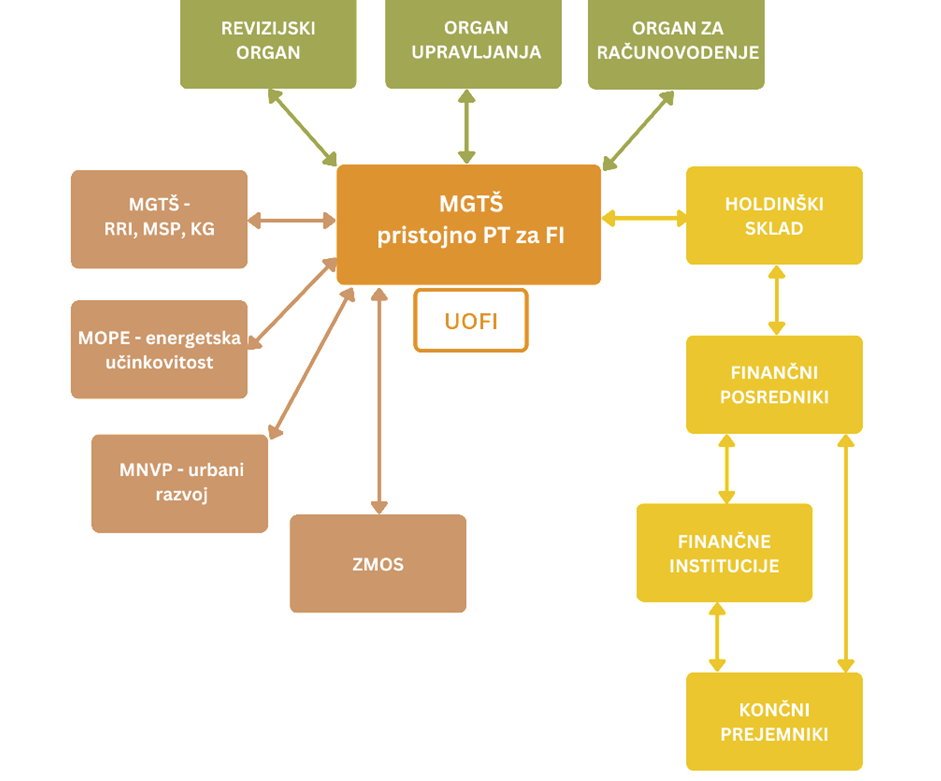 REVIZIJSKI
ORGAN
ORGAN
UPRAVLJANJA
ORGAN ZA
RAČUNOVODENJE
MGTŠ -
RRI, MSP, KG
MGTŠ
pristojno PT za FI
HOLDINŠKI
SKLAD
UOFI
MOPE - energetska
učinkovitost
FINANČNI
POSREDNIKI
MNVP - urbani
razvoj
ZMOS
FINANČNE
INSTITUCIJE
KONČNI
PREJEMNIKI